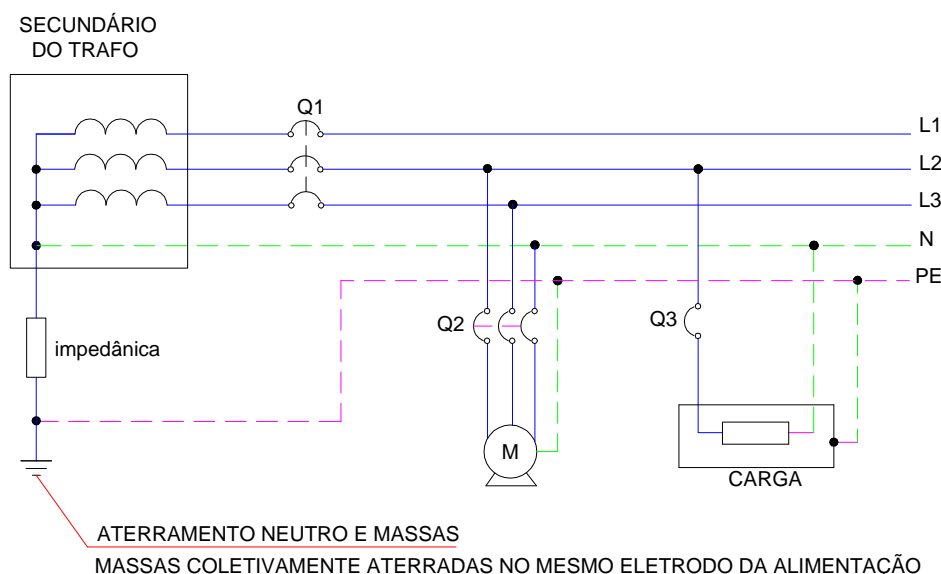 SECUNDÁRIO
DO TRAFO
Q1
L1
L2
L3
N
PE
Q2
Q3
impedânica
M
CARGA
ATERRAMENTO NEUTRO E MASSAS
MASSAS COLETIVAMENTE ATERRADAS NO MESMO ELETRODO DA ALIMENTAÇÃO